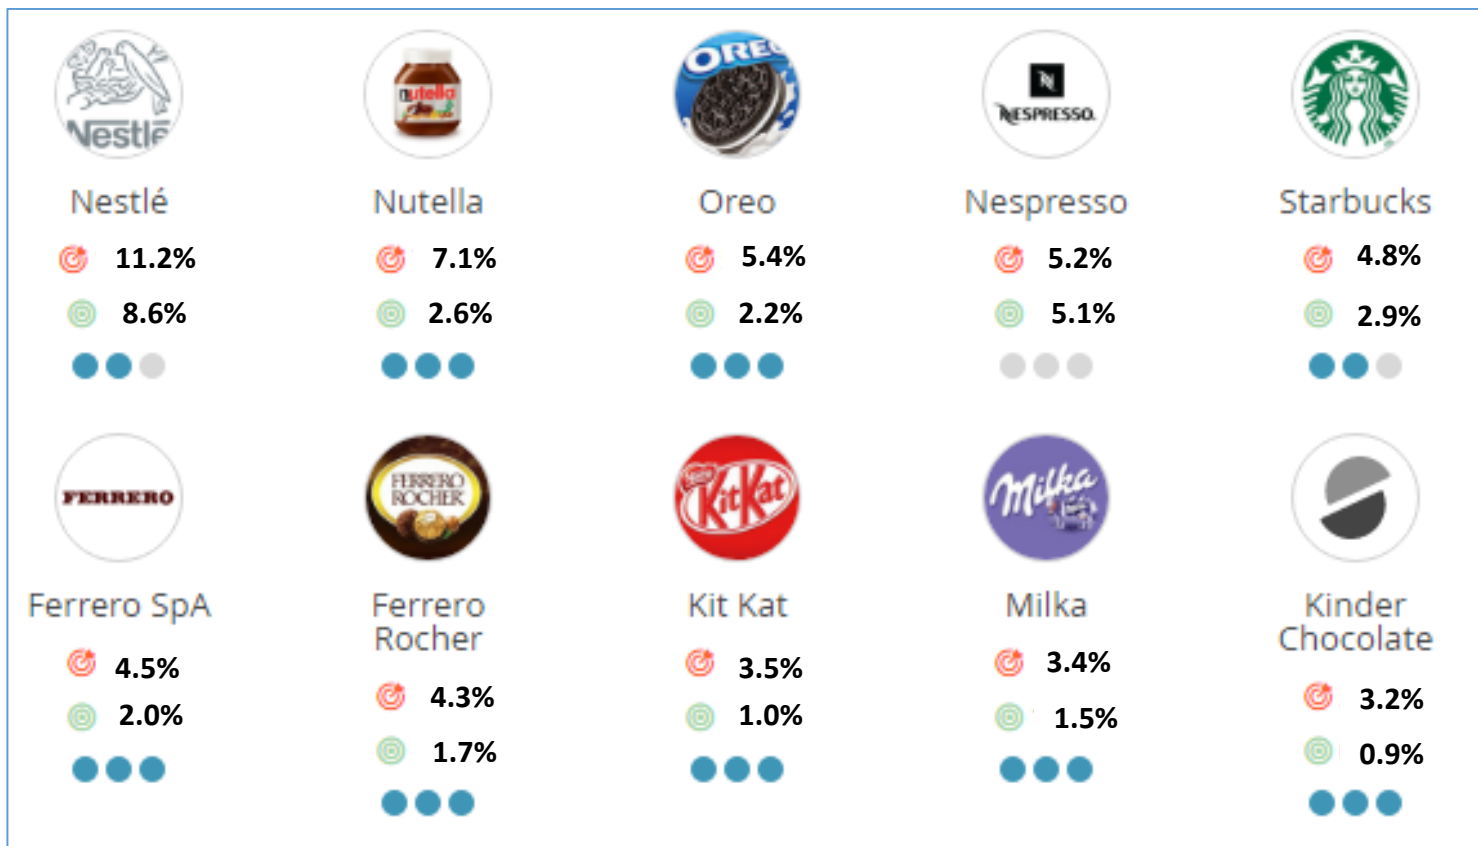 Nestlé
nutella
OREO
NESPRESSO.
Nestlé
Nutella
Oreo
Nespresso
Starbucks
11.2%
7.1%
5.4%
5.2%
4.8%
8.6%
2.6%
2.2%
5.1%
2.9%
FERRERO
FERRERO
ROCHER
Nestlé
KitKat
Milka
Ferrero SpA
Ferrero
Rocher
Kit Kat
Milka
Kinder
Chocolate
4.5%
4.3%
3.5%
3.4%
3.2%
2.0%
1.7%
1.0%
1.5%
0.9%